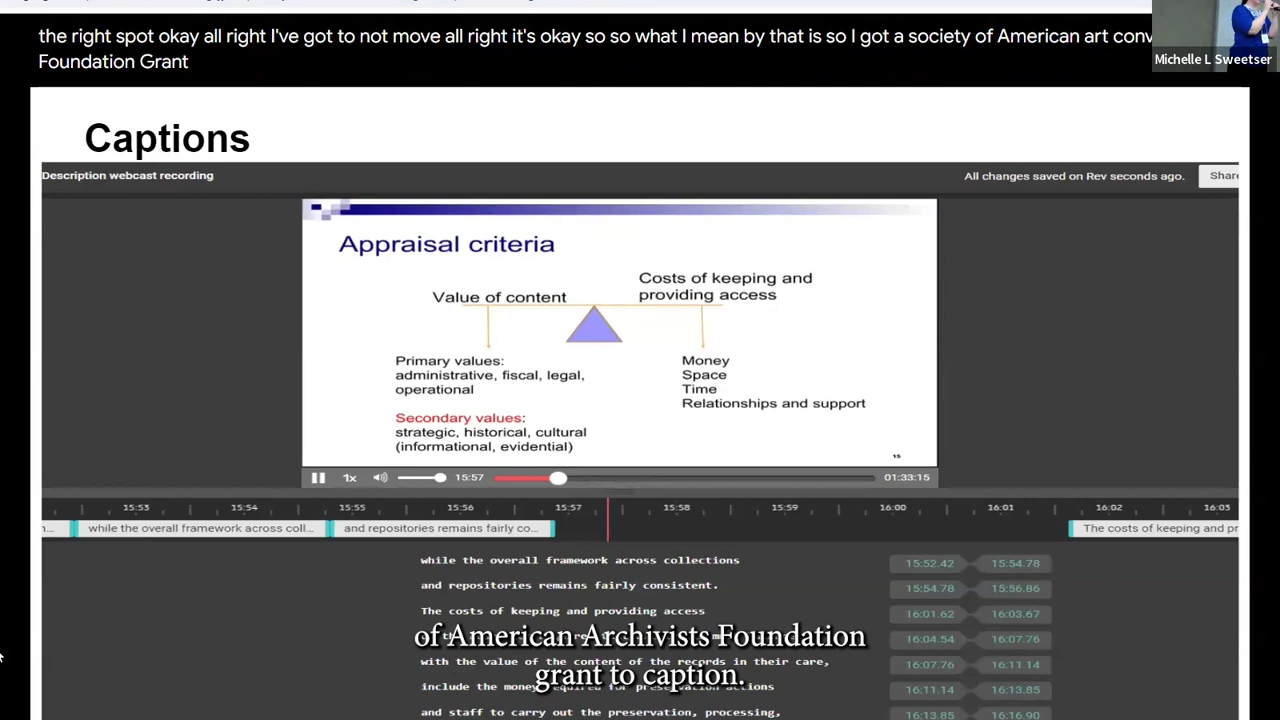 the right spot okay all right I've got to not move all right it's okay so so what I mean by that is so I got a society of American art conv
Foundation Grant
Michelle L Sweetser
Captions
Description webcast recording
All changes saved on Rev seconds ago.
Share
Appraisal criteria
Value of content
Costs of keeping and
providing access
Primary values:
administrative, fiscal, legal,
operational
Secondary values:
strategic, historical, cultural
(informational, evidential)
Money
Space
Time
Relationships and support
15
1x
15:57
01:33:15
15:53 15:54 15:55 15:56 15:57 15:58 15:59 16:00 16:01 16:02 16:03
while the overall framework across coll...
and repositories remains fairly co...
The costs of keeping and pr
while the overall framework across collections 15:52.42 15:54.78
and repositories remains fairly consistent. 15:54.78 15:56.86
The costs of keeping and providing access 16:01.62 16:03.67
16:04.54 16:07.76
of American Archivists Foundation
with the value of the content of the records in their care, 16:07.76 16:11.14
grant to caption.
include the money required for preservation actions 16:11.14 16:13.85
and staff to carry out the preservation, processing, 16:13.85 16:16.90